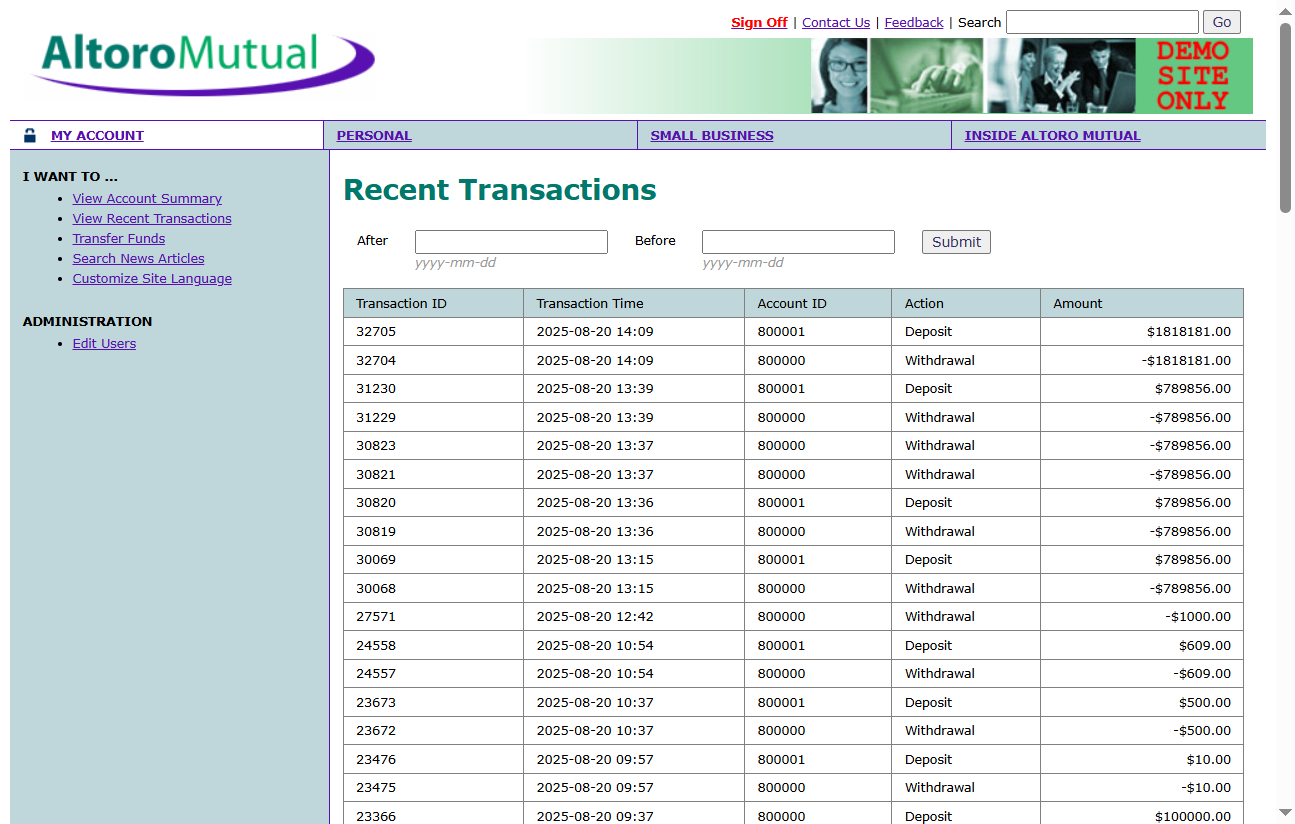 Sign Off | Contact Us | Feedback | Search Go
AltoroMutual
DEMO
SITE
ONLY
MY ACCOUNT PERSONAL SMALL BUSINESS INSIDE ALTORO MUTUAL
I WANT TO ...
View Account Summary
View Recent Transactions
Transfer Funds
Search News Articles
Customize Site Language
ADMINISTRATION
Edit Users
Recent Transactions
After Before Submit
yyyy-mm-dd yyyy-mm-dd
Transaction ID Transaction Time Account ID Action Amount
32705 2025-08-20 14:09 800001 Deposit $1818181.00
32704 2025-08-20 14:09 800000 Withdrawal -$1818181.00
31230 2025-08-20 13:39 800001 Deposit $789856.00
31229 2025-08-20 13:39 800000 Withdrawal -$789856.00
30823 2025-08-20 13:37 800000 Withdrawal -$789856.00
30821 2025-08-20 13:37 800000 Withdrawal -$789856.00
30820 2025-08-20 13:36 800001 Deposit $789856.00
30819 2025-08-20 13:36 800000 Withdrawal -$789856.00
30069 2025-08-20 13:15 800001 Deposit $789856.00
30068 2025-08-20 13:15 800000 Withdrawal -$789856.00
27571 2025-08-20 12:42 800000 Withdrawal -$1000.00
24558 2025-08-20 10:54 800001 Deposit $609.00
24557 2025-08-20 10:54 800000 Withdrawal -$609.00
23673 2025-08-20 10:37 800001 Deposit $500.00
23672 2025-08-20 10:37 800000 Withdrawal -$500.00
23476 2025-08-20 09:57 800001 Deposit $10.00
23475 2025-08-20 09:57 800000 Withdrawal -$10.00
23366 2025-08-20 09:37 800001 Deposit $100000.00